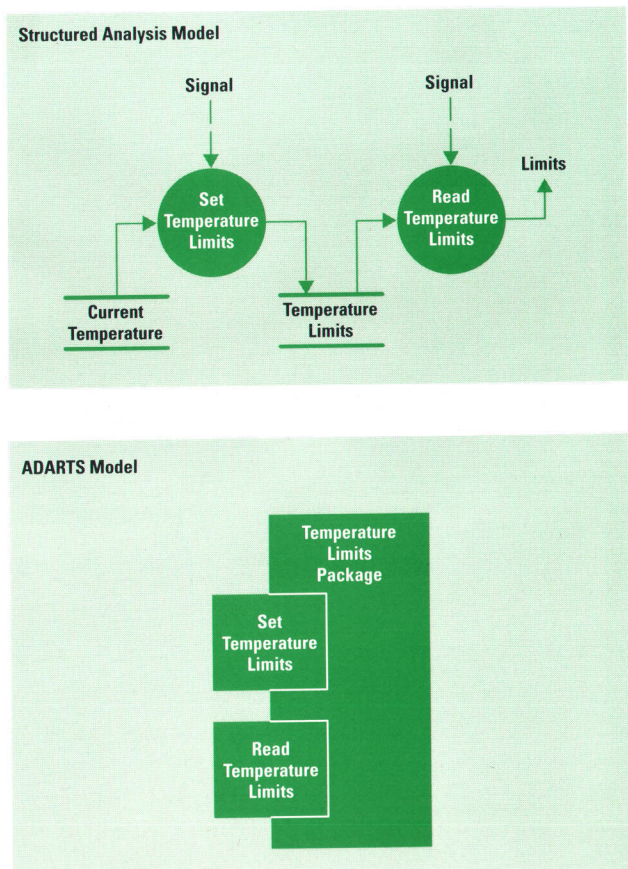 Structured Analysis Model
Signal
Signal
Limits
Set
Temperature
Limits
Read
Temperature
Limits
Current
Temperature
Temperature
Limits
ADARTS Model
Temperature
Limits
Package
Set
Temperature
Limits
Read
Temperature
Limits